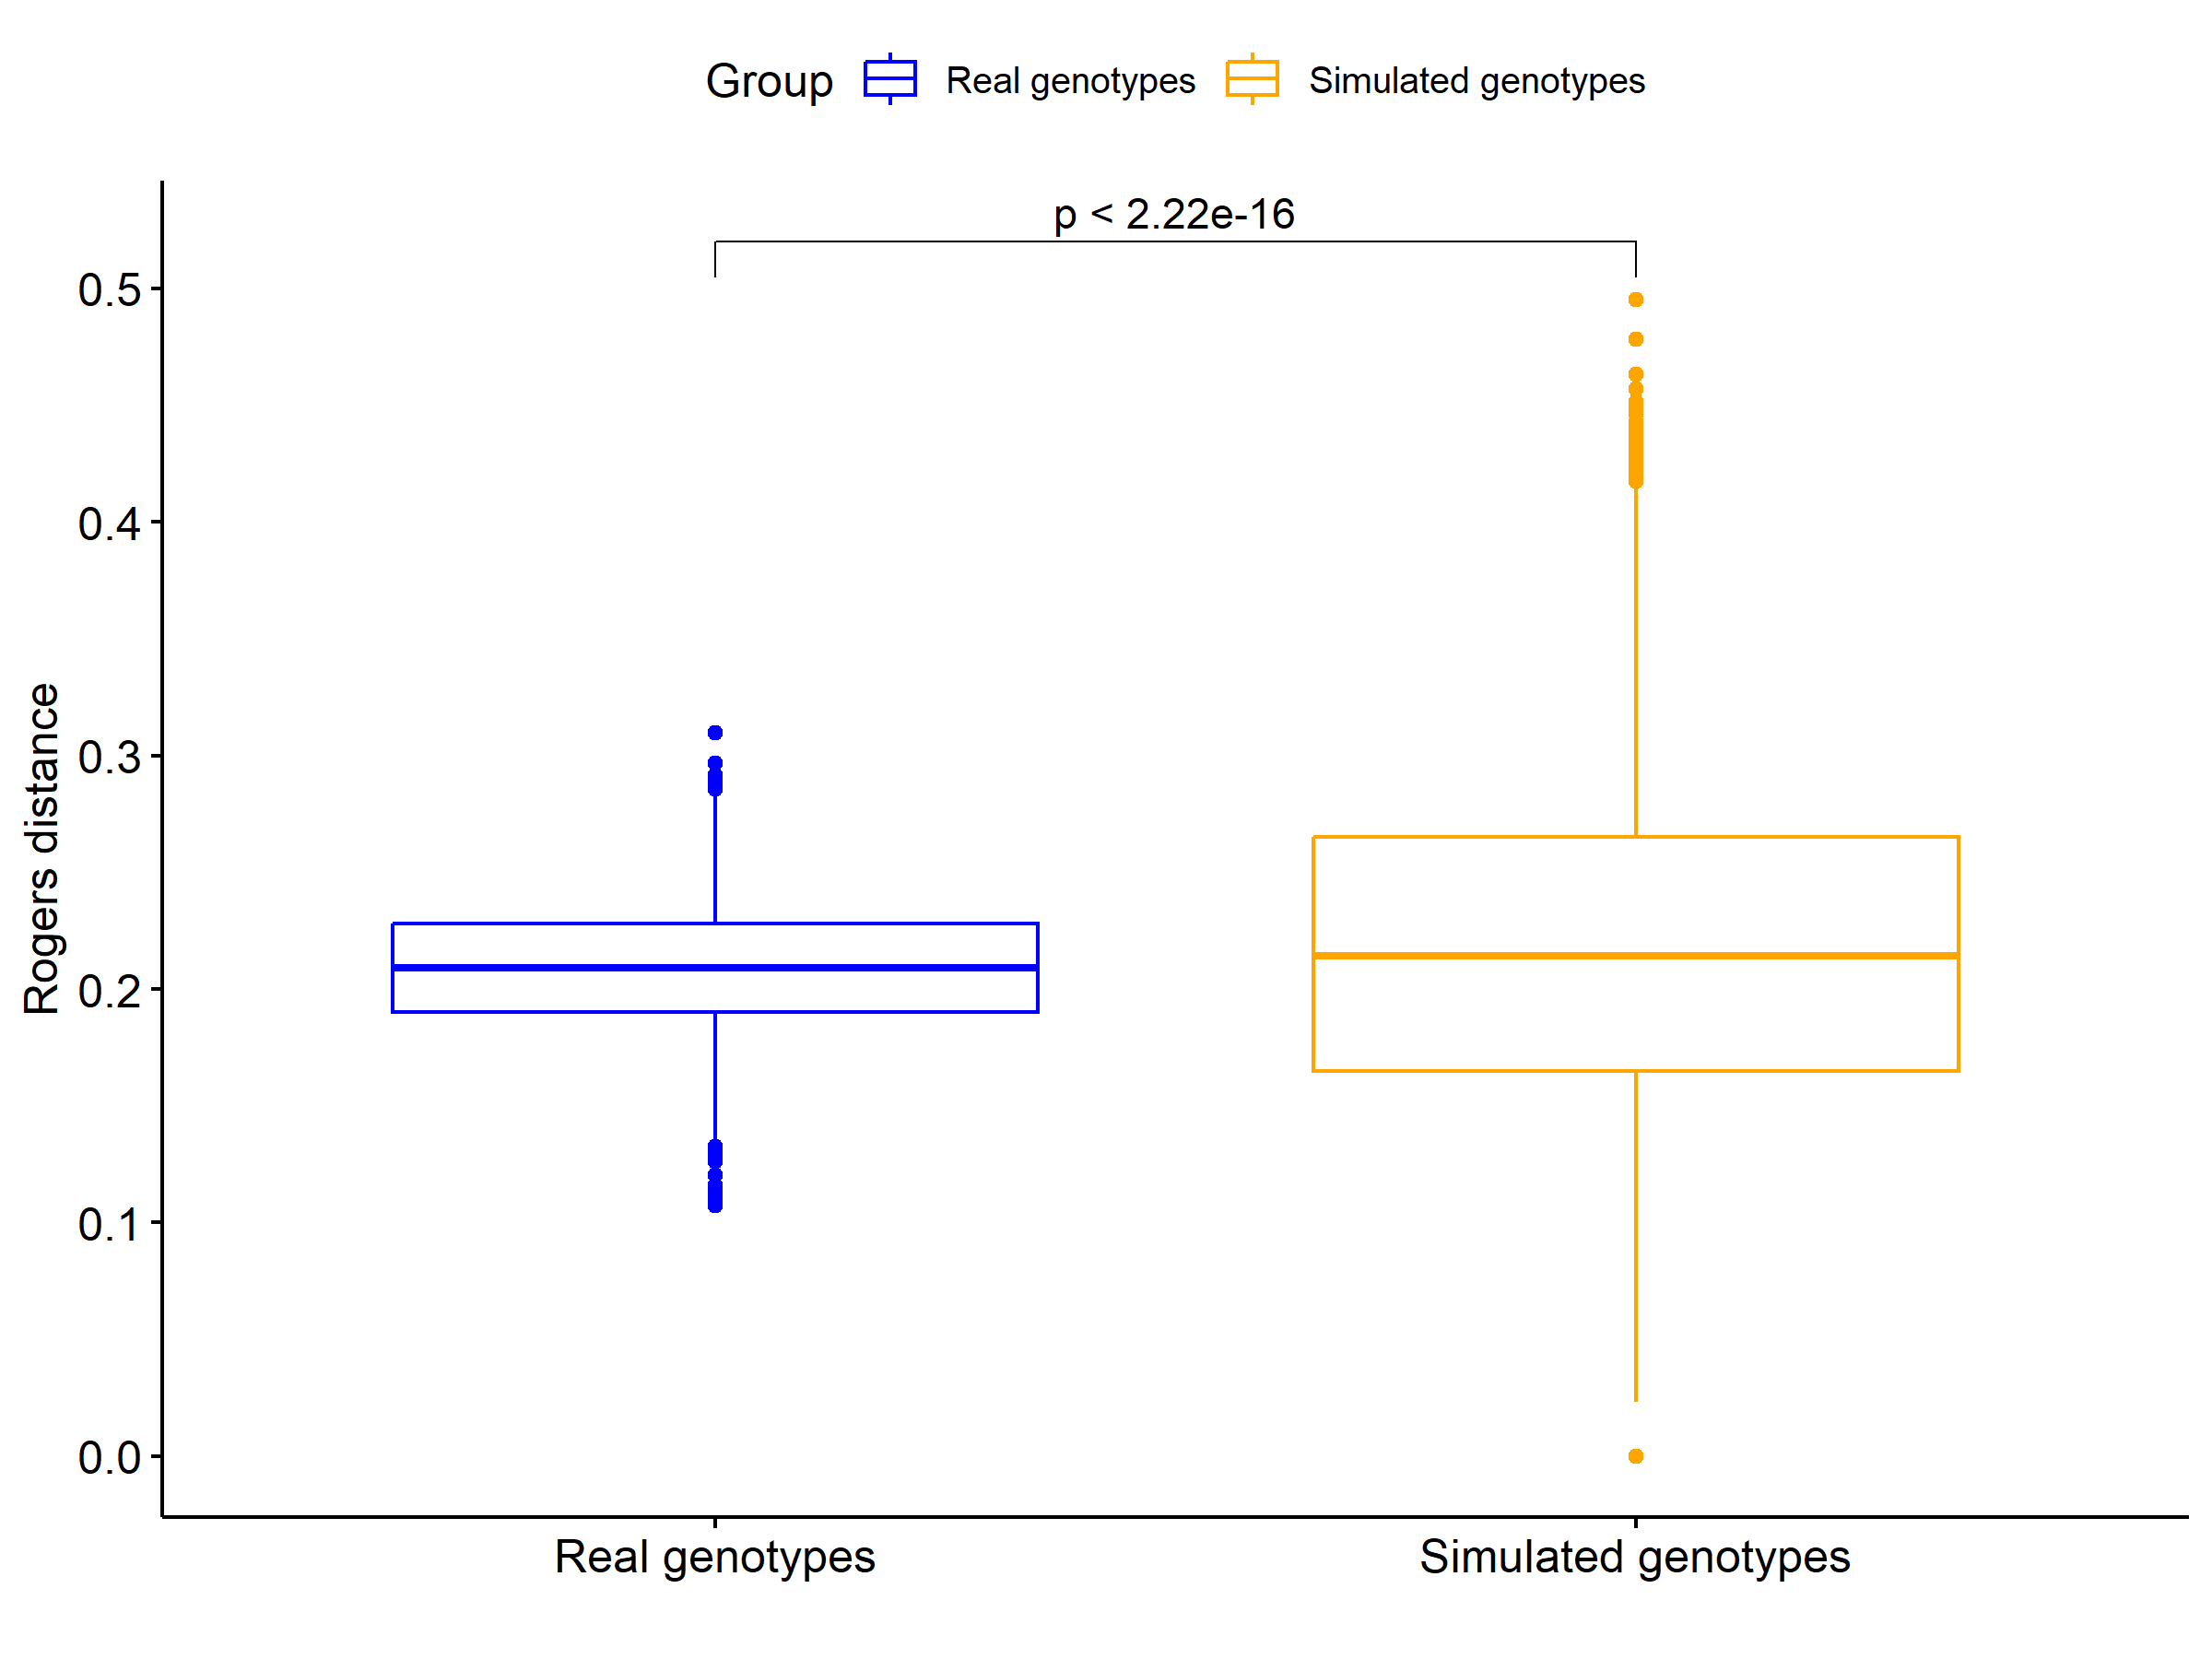 Group Real genotypes Simulated genotypes
p < 2.22e-16
0.5
0.4
0.3
0.2
0.1
0.0
Rogers distance
Real genotypes Simulated genotypes